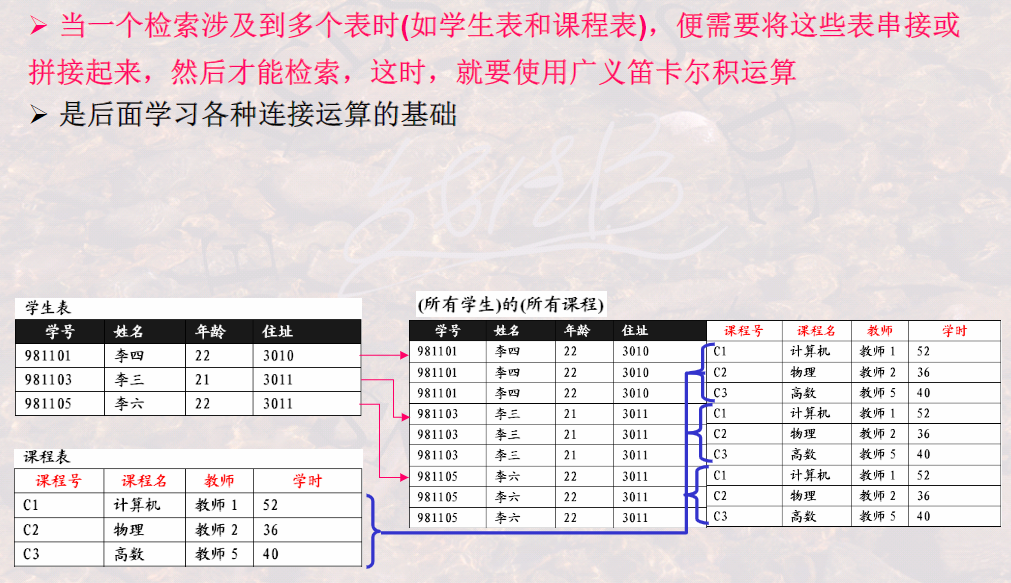 ➢ 当一个检索涉及到多个表时(如学生表和课程表)，便需要将这些表串接或
拼接起来，然后才能检索，这时，就要使用广义笛卡尔积运算
➢ 是后面学习各种连接运算的基础
学生表
学号 姓名 年龄 住址
981101 李四 22 3010
981103 李三 21 3011
981105 李六 22 3011
课程表
课程号 课程名 教师 学时
C1 计算机 教师1 52
C2 物理 教师2 36
C3 高数 教师5 40
(所有学生)的(所有课程)
学号 姓名 年龄 住址 课程号 课程名 教师 学时
981101 李四 22 3010 C1 计算机 教师1 52
981101 李四 22 3010 C2 物理 教师2 36
981101 李四 22 3010 C3 高数 教师5 40
981103 李三 21 3011 C1 计算机 教师1 52
981103 李三 21 3011 C2 物理 教师2 36
981103 李三 21 3011 C3 高数 教师5 40
981105 李六 22 3011 C1 计算机 教师1 52
981105 李六 22 3011 C2 物理 教师2 36
981105 李六 22 3011 C3 高数 教师5 40